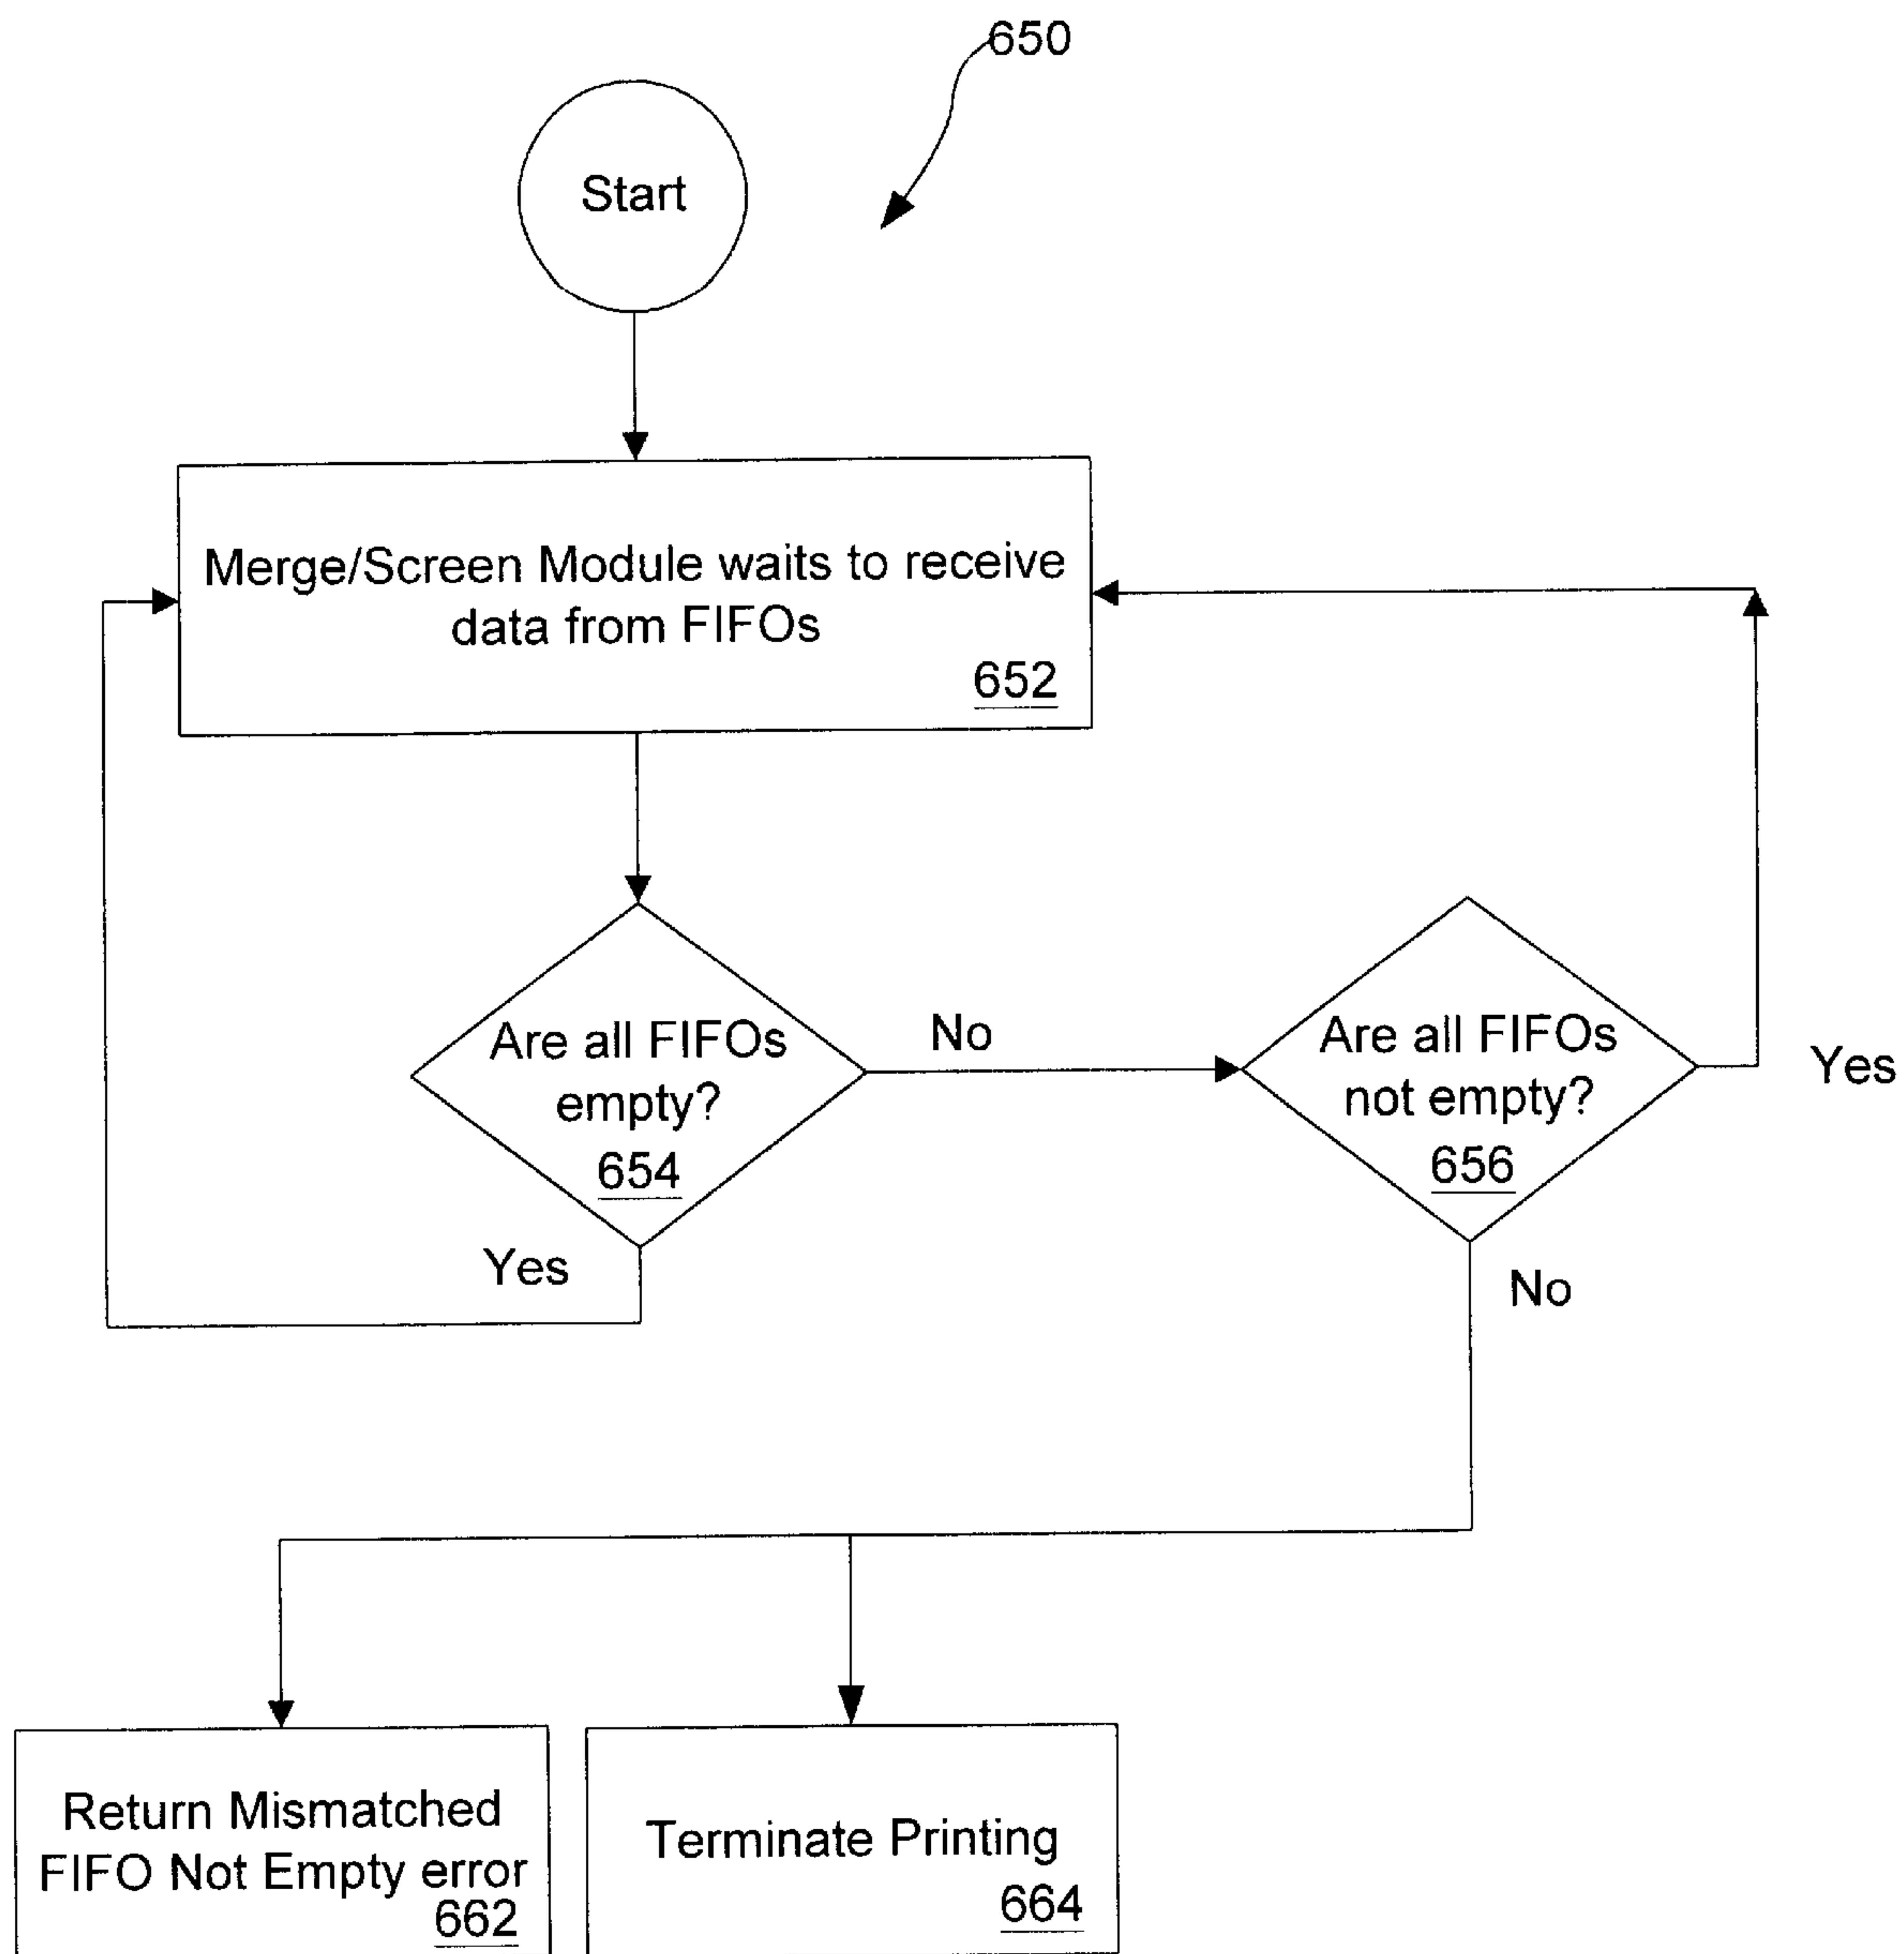 650
Start
Merge/Screen Module waits to receive
data from FIFOs
652
Are all FIFOs
empty?
654
No
Are all FIFOs
not empty?
656
Yes
Yes
No
Return Mismatched
FIFO Not Empty error
662
Terminate Printing
664